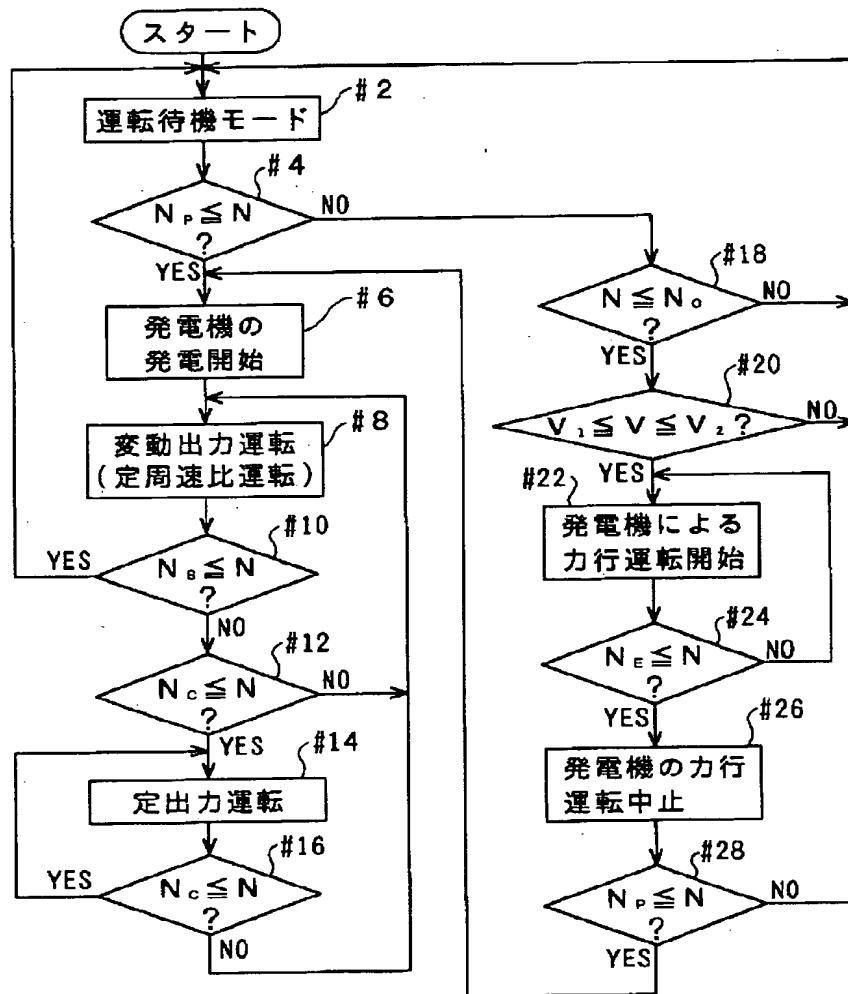 スタート
#2
運転待機モード
#4
NP≦N
?
NO
YES
#6
発電機の
発電開始
#8
変動出力運転
(定周速比運転)
#10
YES
NS≦N
?
NO
#12
NC≦N
?
NO
YES
#14
定出力運転
#16
YES
NC≦N
?
NO
#18
N≦NO
?
NO
YES
#20
V1≦V≦V2?
NO
YES
#22
発電機による
力行運転開始
#24
NE≦N
?
NO
YES
#26
発電機の力行
運転中止
#28
NP≦N
?
NO
YES